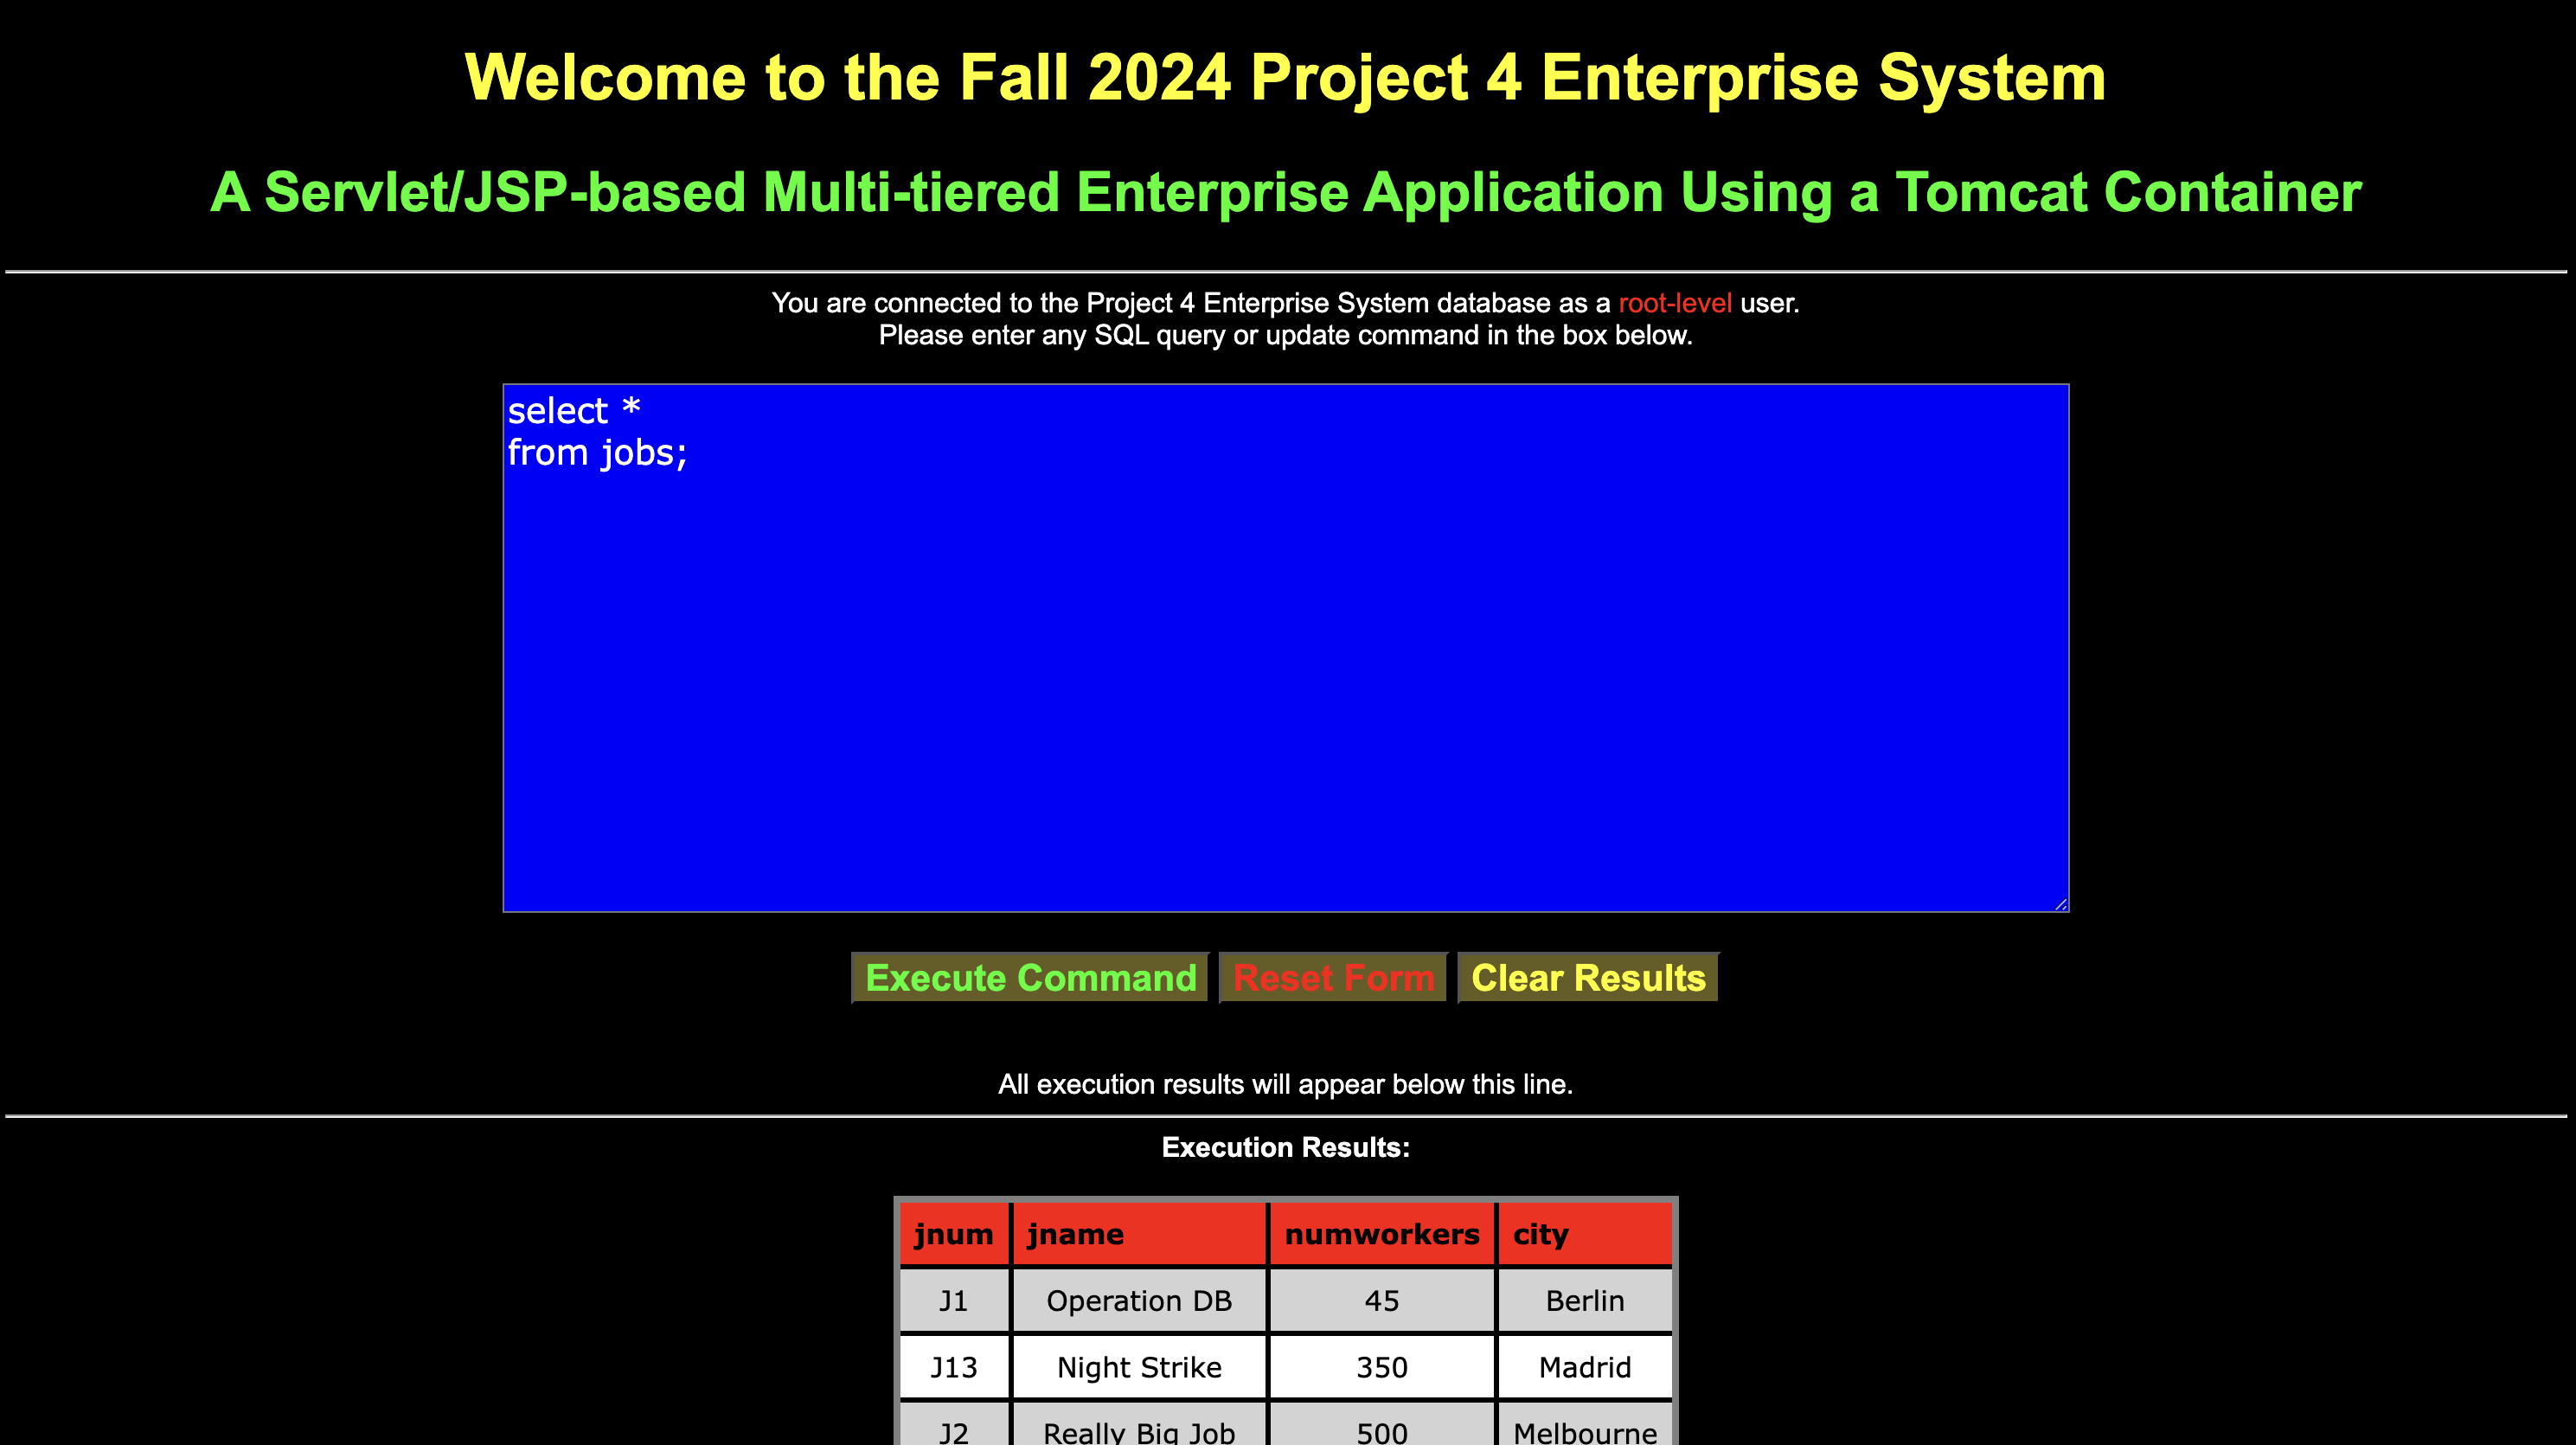 Welcome to the Fall 2024 Project 4 Enterprise System
A Servlet/JSP-based Multi-tiered Enterprise Application Using a Tomcat Container
You are connected to the Project 4 Enterprise System database as a root-level user.
Please enter any SQL query or update command in the box below.
select *
from jobs;
Execute Command Reset Form Clear Results
All execution results will appear below this line.
Execution Results:
jnum jname numworkers city
J1 Operation DB 45 Berlin
J13 Night Strike 350 Madrid
J2 Really Big Job 500 Melbourne